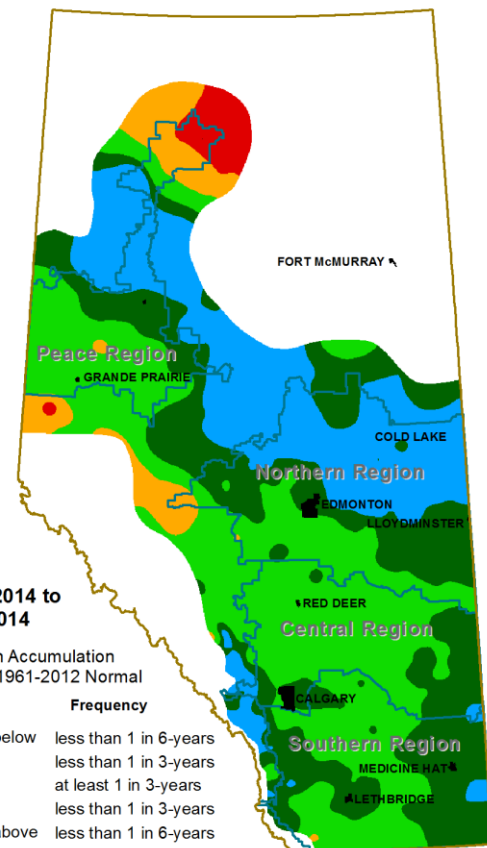 FORT McMURRAY
Peace Region
GRANDE PRAIRIE
COLD LAKE
Northern Region
EDMONTON
LLOYDMINSTER
2014 to
014
RED DEER
Central Region
n Accumulation
1961-2012 Normal
Frequency
CALGARY
below less than 1 in 6-years
Southern Region
less than 1 in 3-years
MEDICINE HAT
at least 1 in 3-years
LETHBRIDGE
less than 1 in 3-years
above less than 1 in 6-years